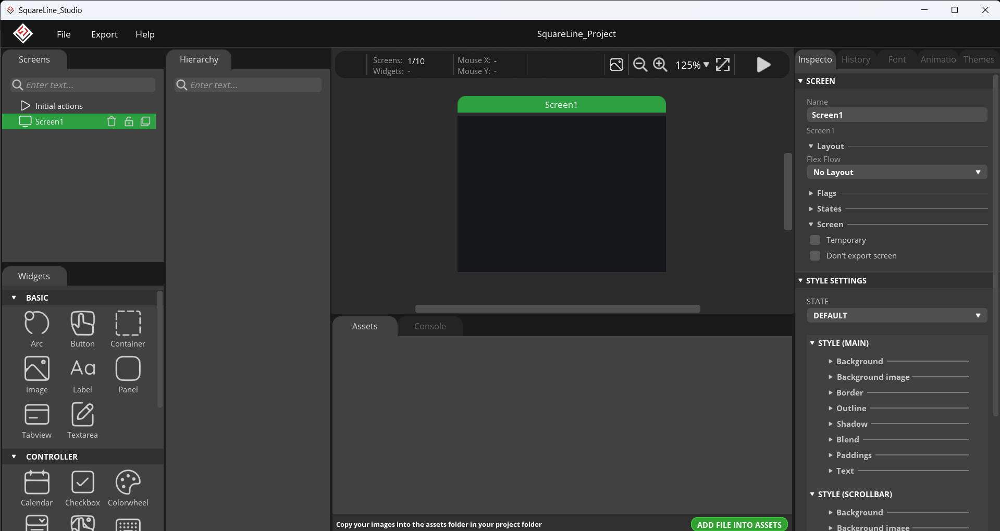 SquareLine_Studio
File
Export
Help
SquareLine_Project
Screens
Enter text...
Initial actions
Screen1
Hierarchy
Enter text...
Screens: 1/10
Widgets: -
Mouse X: -
Mouse Y: -
125%
Screen1
Widgets
BASIC
Arc
Button
Container
Image
Aa
Label
Panel
Tabview
Textarea
CONTROLLER
Calendar
Checkbox
Colorwheel
Assets
Console
Copy your images into the assets folder in your project folder
ADD FILE INTO ASSETS
Inspecto
History
Font
Animatio
Themes
SCREEN
Name
Screen1
Screen1
Layout
Flex Flow
No Layout
Flags
States
Screen
Temporary
Don't export screen
STYLE SETTINGS
STATE
DEFAULT
STYLE (MAIN)
Background
Background image
Border
Outline
Shadow
Blend
Paddings
Text
STYLE (SCROLLBAR)
Background
Background image